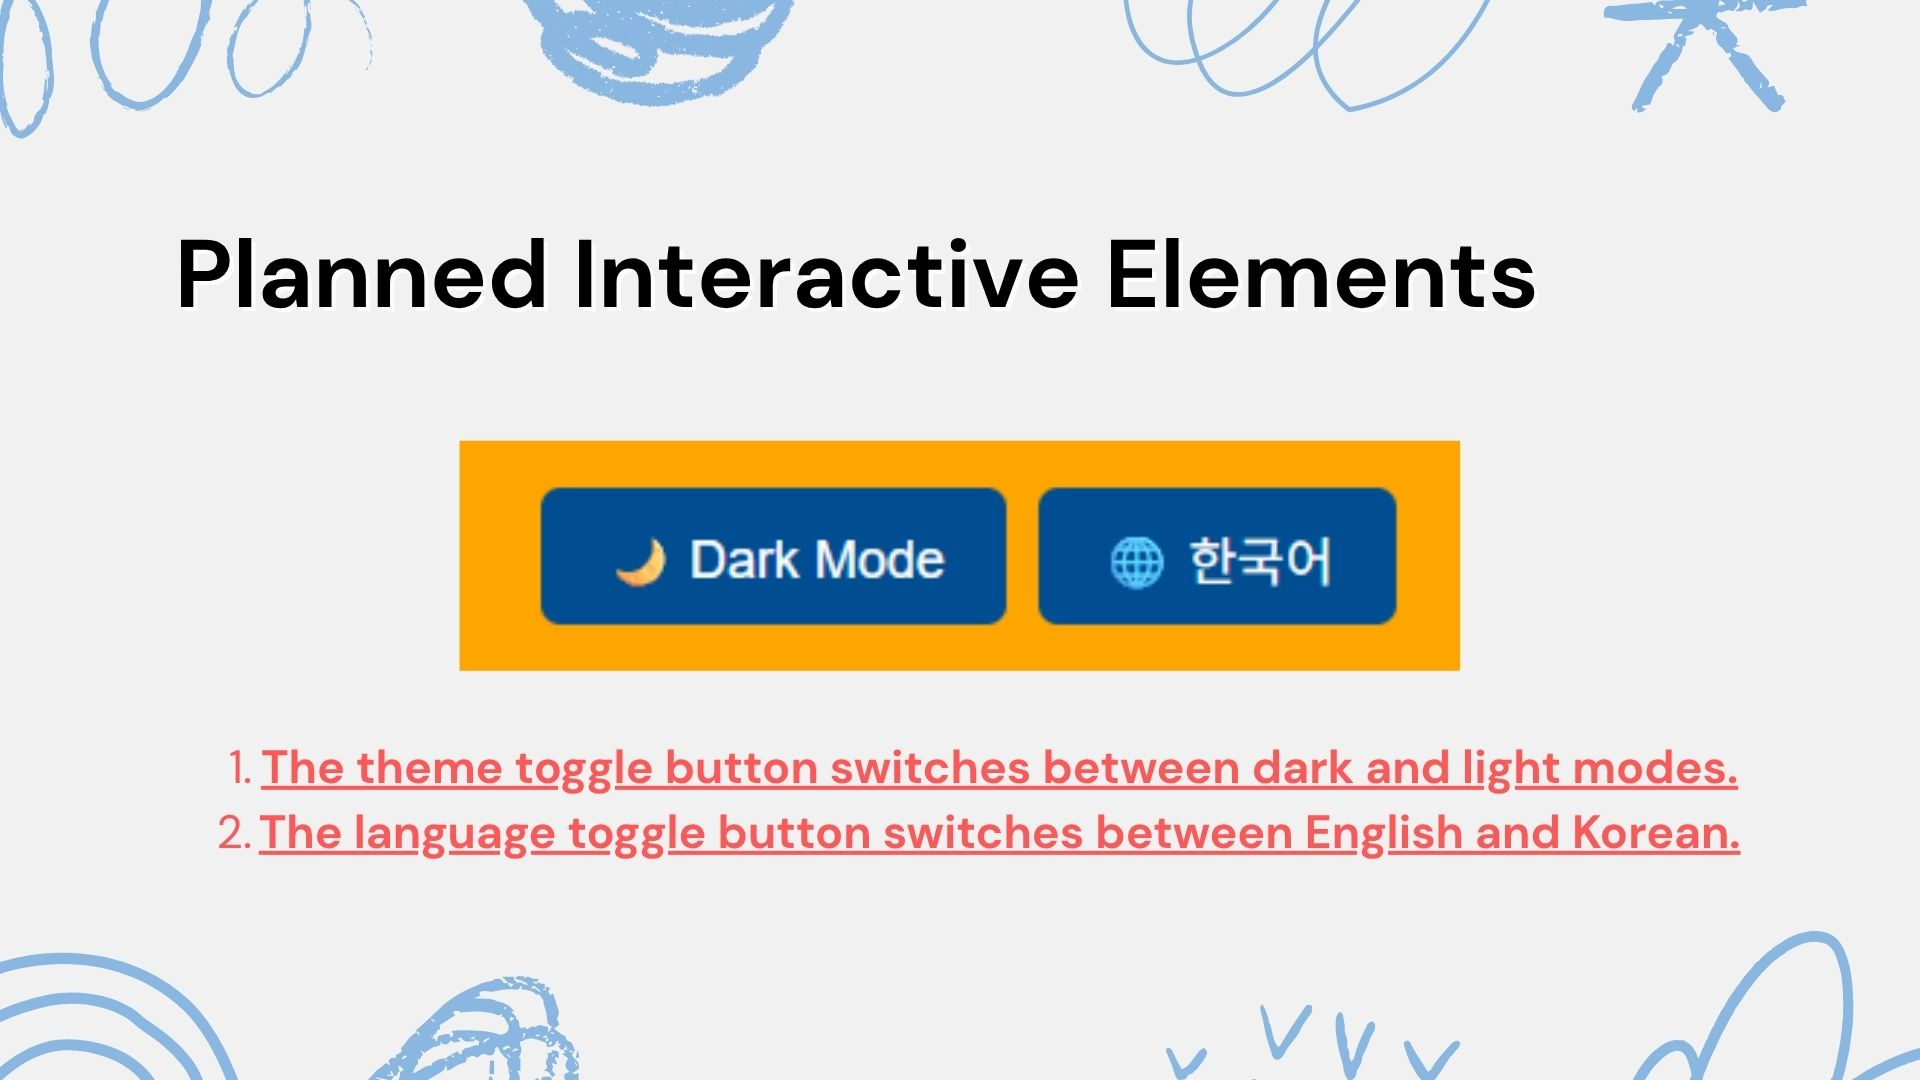 Planned Interactive Elements
🌙 Dark Mode
🌐 한국어
1. The theme toggle button switches between dark and light modes.
2. The language toggle button switches between English and Korean.